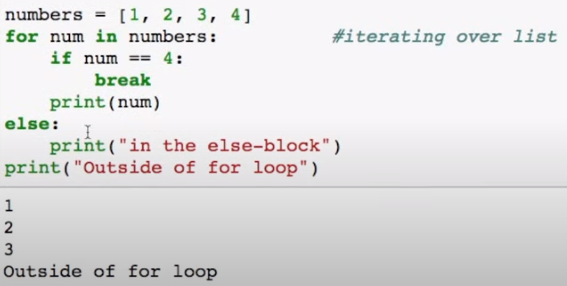 numbers = [1, 2, 3, 4]
for num in numbers:          #iterating over list
    if num == 4:
        break
    print(num)
else:
    print("in the else-block")
print("Outside of for loop")
1
2
3
Outside of for loop